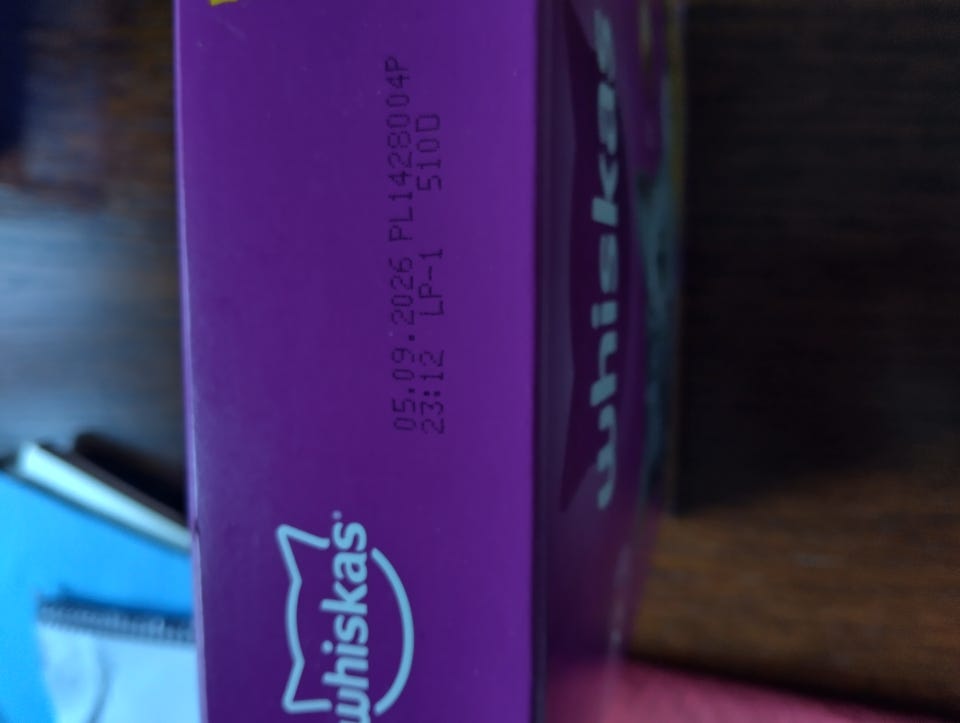 05.09.2026 PL1428004P
23:12 LP-1 510D
whiskas
whiskas